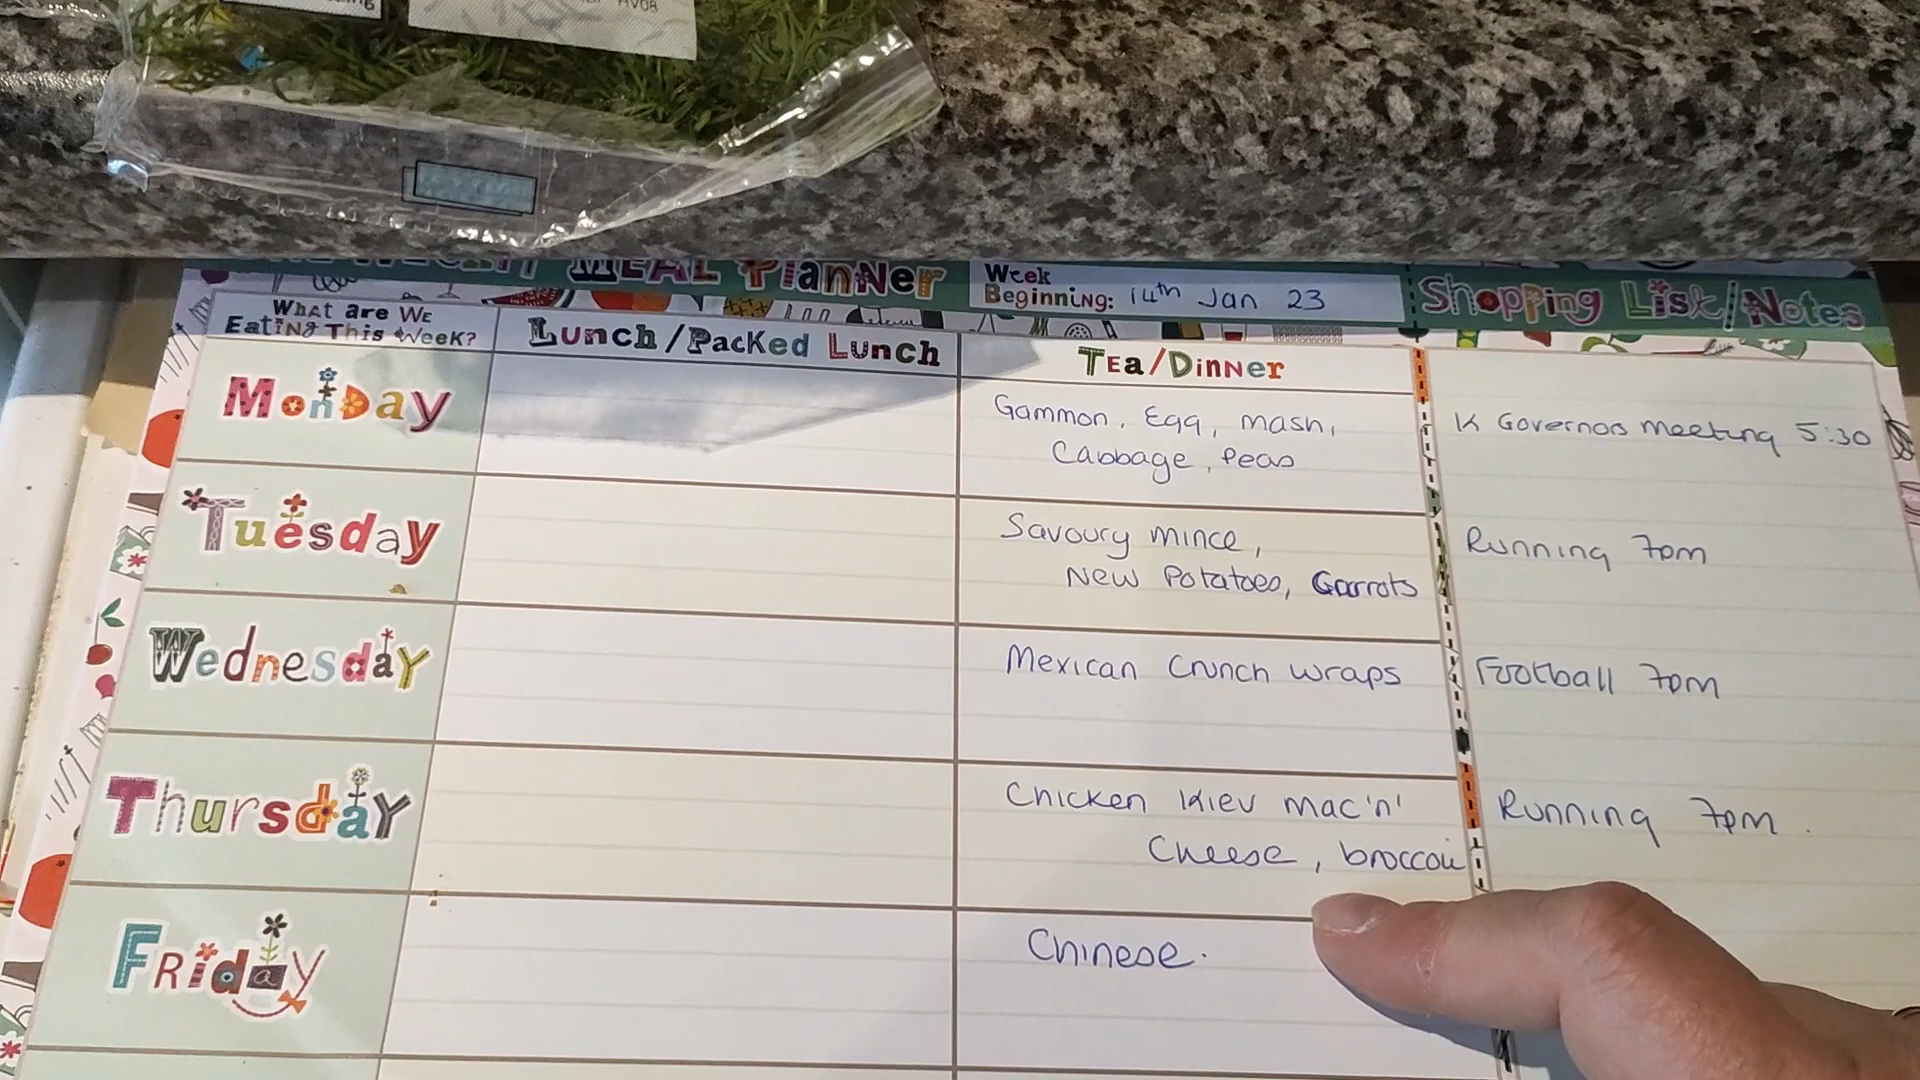 HV08
MEAL PlanNer
Week
Beginning: 14th Jan 23
Shopping List/Notes
What are We
Eating This Week?
Lunch/Packed Lunch
Tea/Dinner
Monday
Gammon, Egg, mash,
Cabbage, Peas
K Governors meeting 5:30
Tuesday
Savoury mince,
New Potatoes, Carrots
Running 7pm
Wednesday
Mexican Crunch wraps
Football 7pm
Thursday
Chicken Kiev mac'n'
Cheese, broccoli
Running 7pm.
Friday
Chinese.